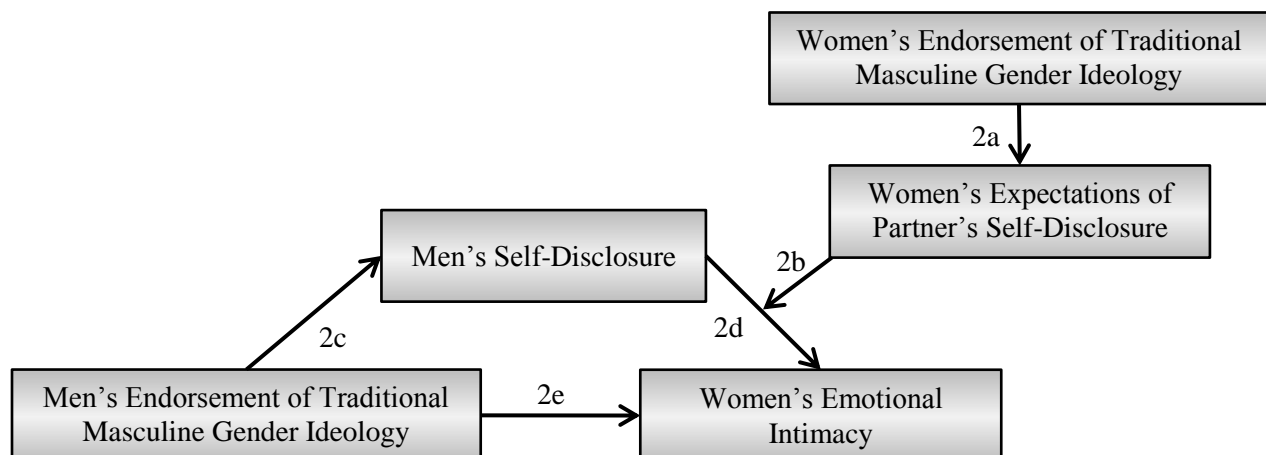 Women’s Endorsement of Traditional
Masculine Gender Ideology
2a
Women’s Expectations of
Partner’s Self-Disclosure
Men’s Self-Disclosure
2b
2c
2d
Men’s Endorsement of Traditional
Masculine Gender Ideology
2e
Women’s Emotional
Intimacy